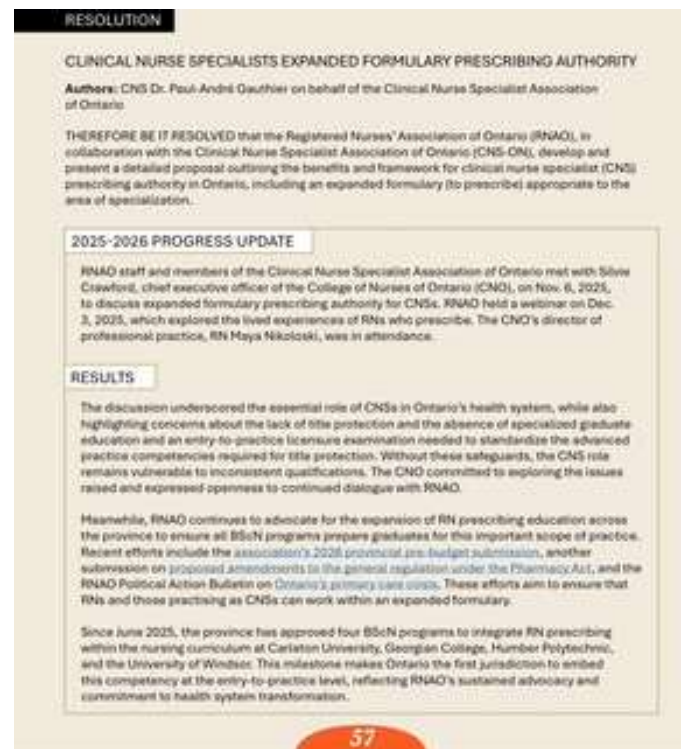 RESOLUTION
CLINICAL NURSE SPECIALISTS EXPANDED FORMULARY PRESCRIBING AUTHORITY
Authors: CNS Dr. Paul-André Gauthier on behalf of the Clinical Nurse Specialist Association
of Ontario
THEREFORE BE IT RESOLVED that the Registered Nurses' Association of Ontario (RNAO), in
collaboration with the Clinical Nurse Specialist Association of Ontario (CNS-ON), develop and
present a detailed proposal outlining the benefits and framework for clinical nurse specialist (CNS)
prescribing authority in Ontario, including an expanded formulary (to prescribe) appropriate to the
area of specialization.
2025-2026 PROGRESS UPDATE
RNAO staff and members of the Clinical Nurse Specialist Association of Ontario met with Silvie
Crawford, chief executive officer of the College of Nurses of Ontario (CNO), on Nov. 6, 2025,
to discuss expanded formulary prescribing authority for CNSs. RNAO held a webinar on Dec.
3, 2025, which explored the lived experiences of RNs who prescribe. The CNO's director of
professional practice, RN Maya Nikoloski, was in attendance.
RESULTS
The discussion underscored the essential role of CNSs in Ontario's health system, while also
highlighting concerns about the lack of title protection and the absence of specialized graduate
education and an entry-to-practice licensure examination needed to standardize the advanced
practice competencies required for title protection. Without these safeguards, the CNS role
remains vulnerable to inconsistent qualifications. The CNO committed to exploring the issues
raised and expressed openness to continued dialogue with RNAO.
Meanwhile, RNAO continues to advocate for the expansion of RN prescribing education across
the province to ensure all BScN programs prepare graduates for this important scope of practice.
Recent efforts include the association's 2026 provincial pre-budget submission, another
submission on proposed amendments to the general regulation under the Pharmacy Act, and the
RNAO Political Action Bulletin on Ontario's primary care costs. These efforts aim to ensure that
RNs and those practising as CNSs can work within an expanded formulary.
Since June 2025, the province has approved four BScN programs to integrate RN prescribing
within the nursing curriculum at Carleton University, Georgian College, Humber Polytechnic,
and the University of Windsor. This milestone makes Ontario the first jurisdiction to embed
this competency at the entry-to-practice level, reflecting RNAO's sustained advocacy and
commitment to health system transformation.
57